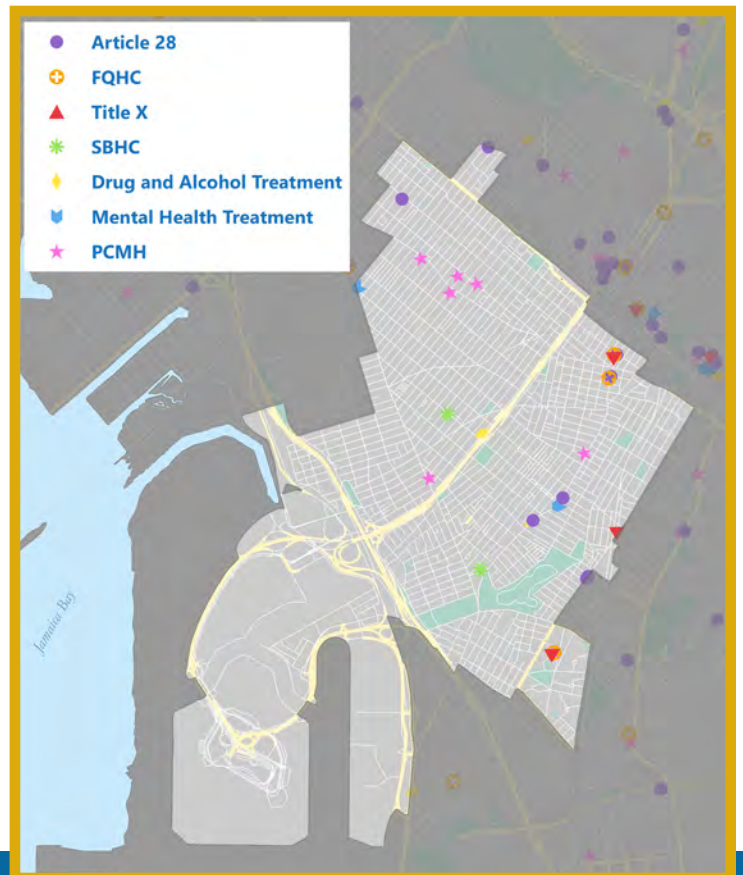 Article 28
FQHC
Title X
SBHC
Drug and Alcohol Treatment
Mental Health Treatment
PCMH
Jamaica Bay